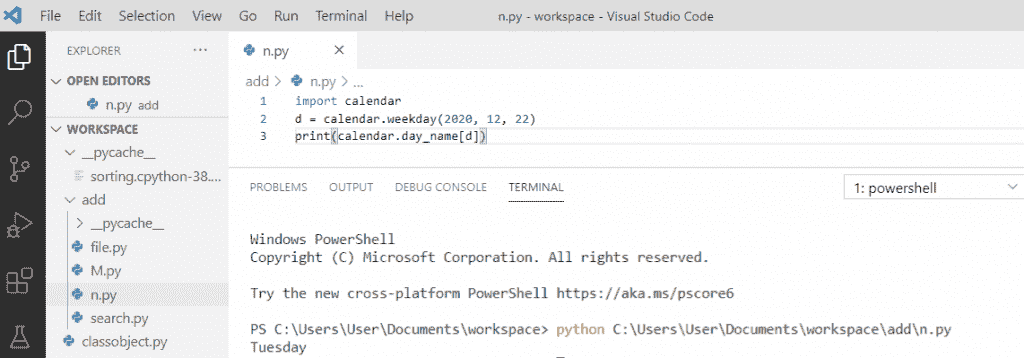 File Edit Selection View Go Run Terminal Help n.py - workspace - Visual Studio Code
EXPLORER ...
OPEN EDITORS
n.py add
WORKSPACE
__pycache__
sorting.cpython-38....
add
__pycache__
file.py
M.py
n.py
search.py
classobject.py
n.py
add > n.py > ...
1 import calendar
2 d = calendar.weekday(2020, 12, 22)
3 print(calendar.day_name[d])
PROBLEMS OUTPUT DEBUG CONSOLE TERMINAL 1: powershell
Windows PowerShell
Copyright (C) Microsoft Corporation. All rights reserved.
Try the new cross-platform PowerShell https://aka.ms/pscore6
PS C:\Users\User\Documents\workspace> python C:\Users\User\Documents\workspace\add\n.py
Tuesday